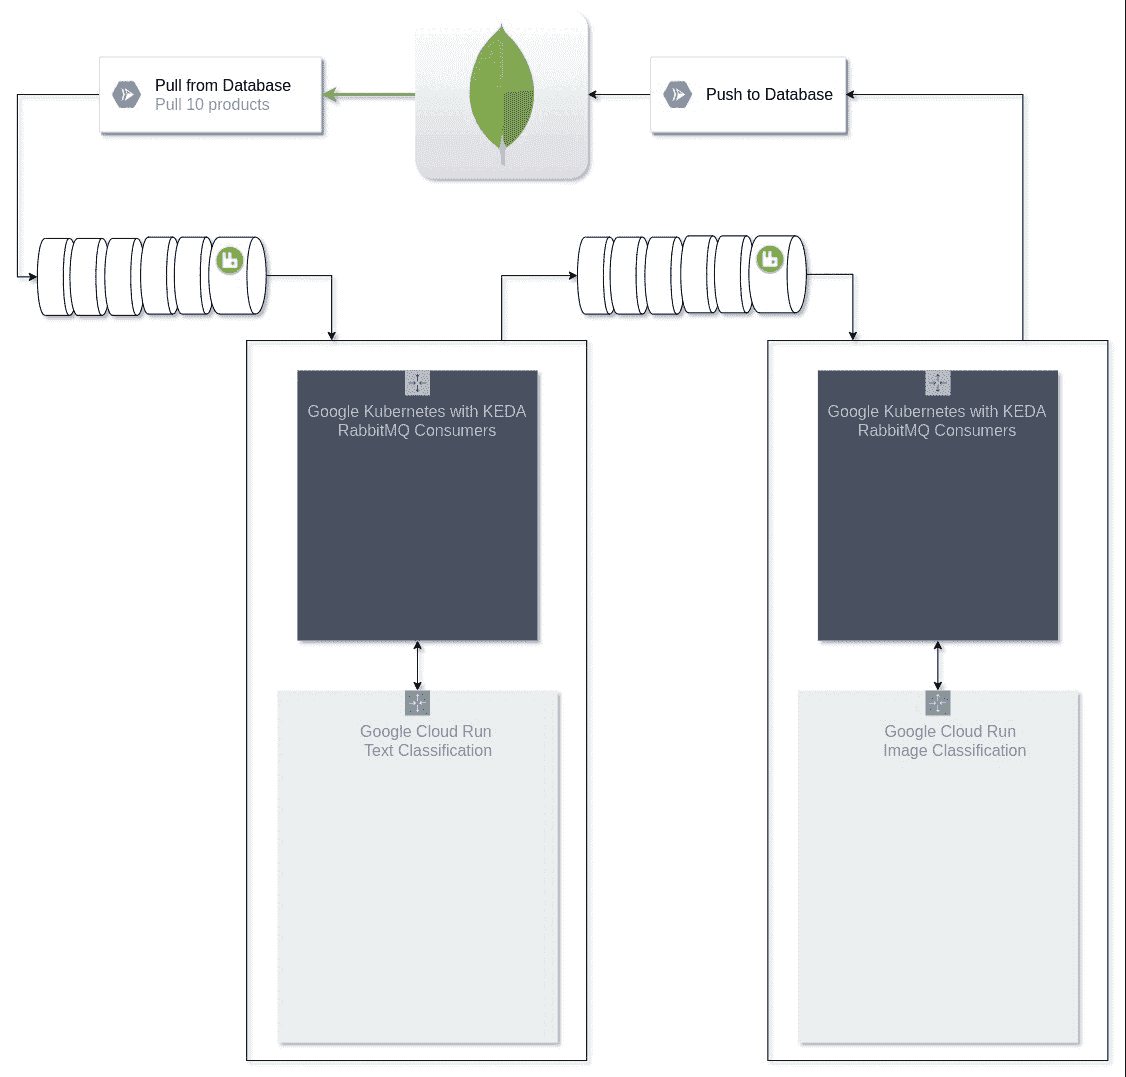 Pull from Database
Pull 10 products
Push to Database
Google Kubernetes with KEDA
RabbitMQ Consumers
Google Kubernetes with KEDA
RabbitMQ Consumers
Google Cloud Run
Text Classification
Google Cloud Run
Image Classification